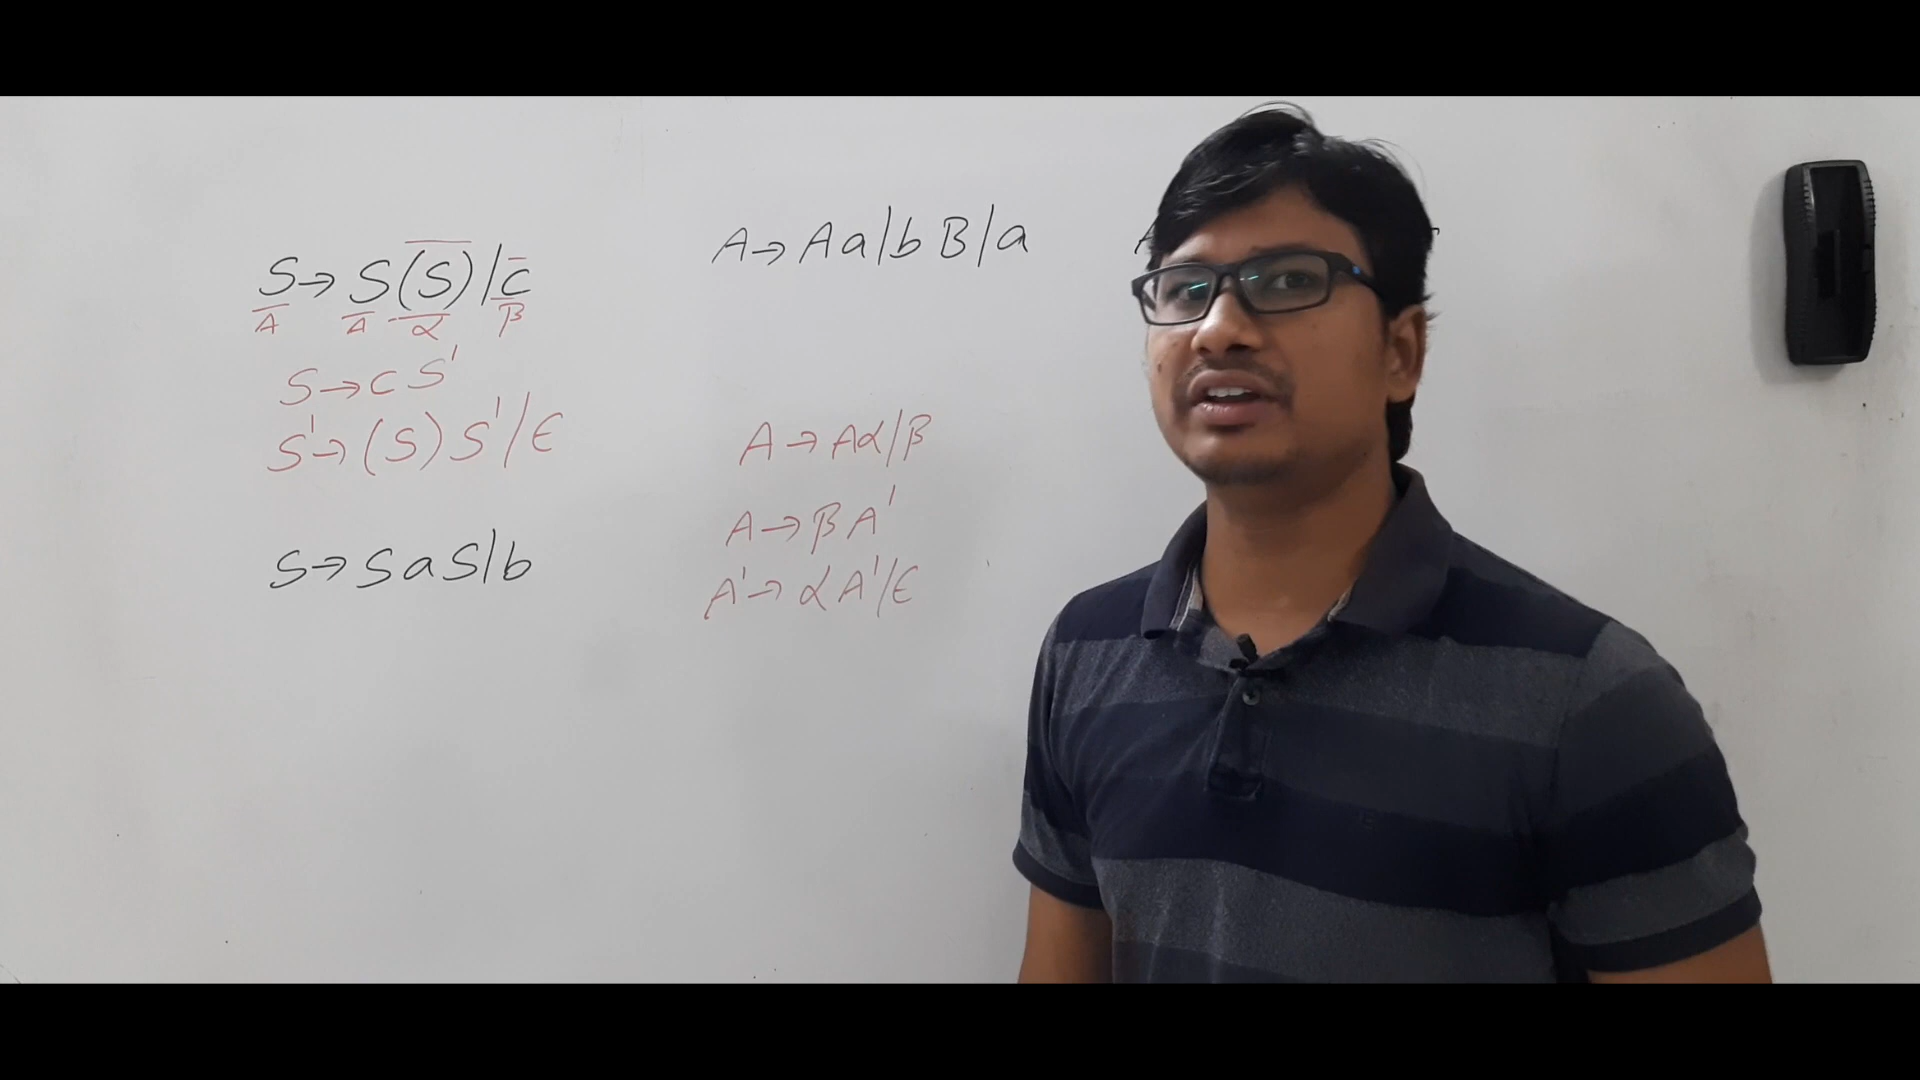 S→ S(S)|c
A A α β
S→CS'
S'→(S)S'/ϵ
S→SaS|b
A→Aa|bB|a
A→Aα|β
A→βA'
A'→αA'/ϵ